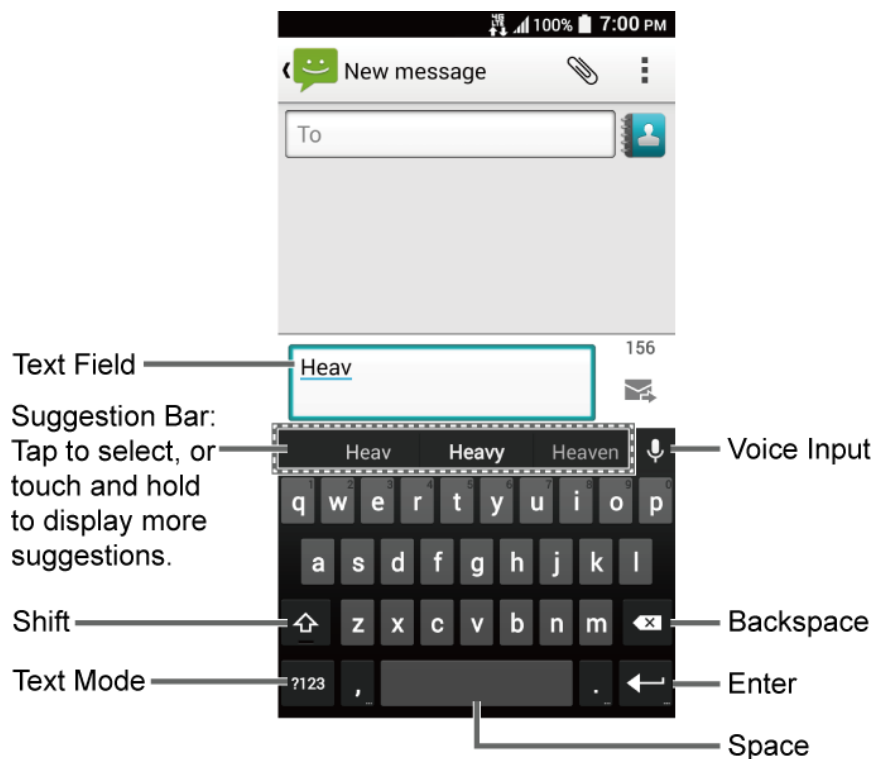 4G
LTE
100% 7:00 PM
New message
To
156
Text Field
Heav
Suggestion Bar:
Tap to select, or
touch and hold
to display more
suggestions.
Heav Heavy Heaven
Voice Input
1 2 3 4 5 6 7 8 9 0
q w e r t y u i o p
a s d f g h j k l
Shift
z x c v b n m
Backspace
Text Mode
?123 , ... . ... ...
Enter
Space